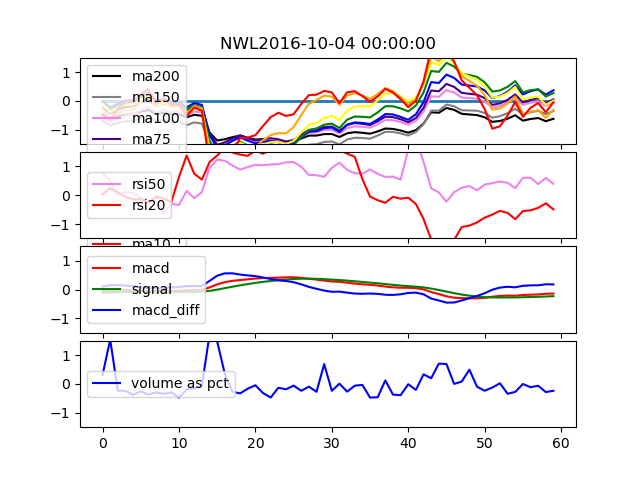 NWL2016-10-04 00:00:00
1
0
−1
ma200
ma150
ma100
ma75
1
0
−1
rsi50
rsi20
ma10
1
0
−1
macd
signal
macd_diff
1
0
−1
volume as pct
0 10 20 30 40 50 60